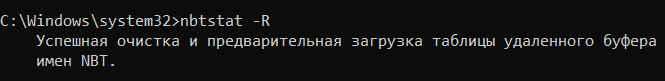 C:\Windows\system32>nbtstat -R
Успешная очистка и предварительная загрузка таблицы удаленного буфера
имен NBT.